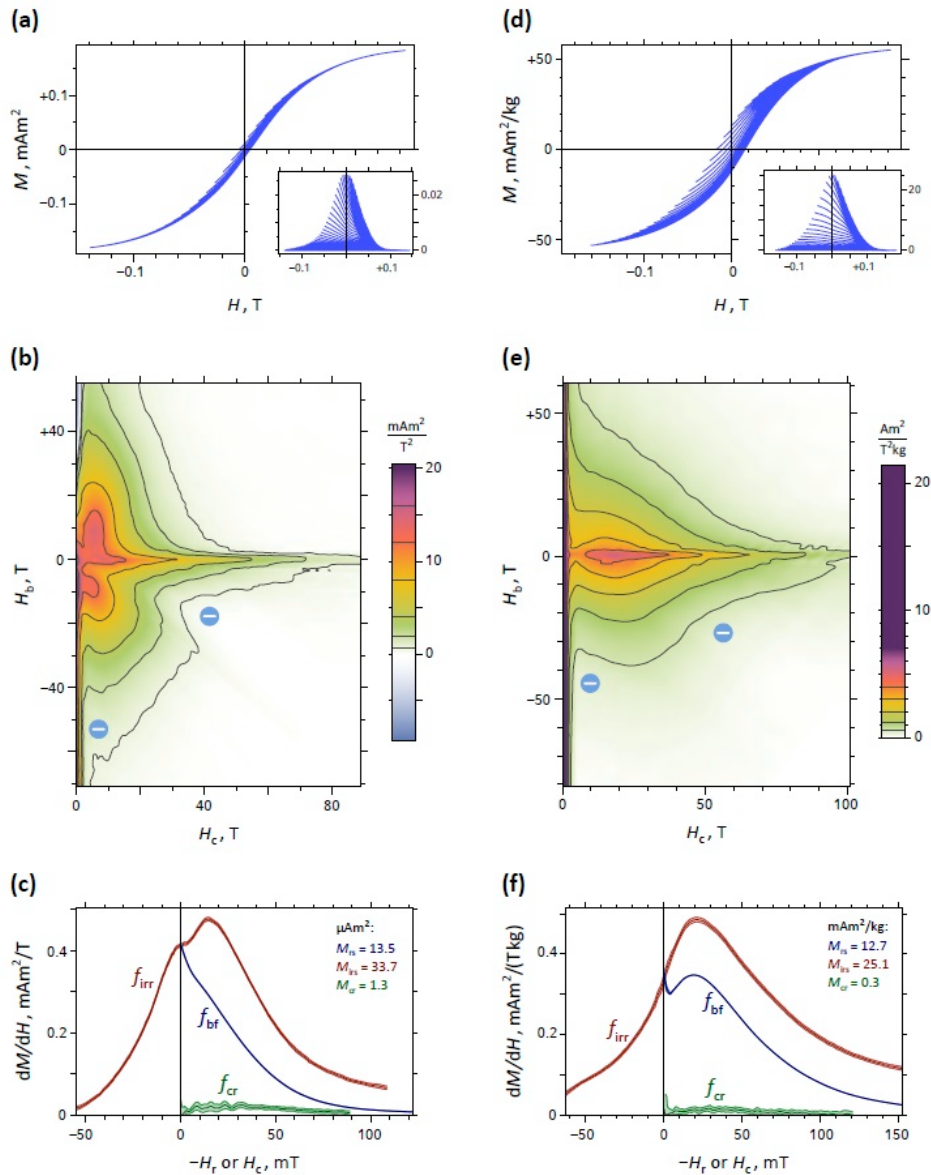 (a)
M, mAm²
+0.1
0
−0.1
0.02
0
−0.1
+0.1
−0.1
0
H, T
(d)
M, mAm²/kg
+50
0
−50
20
0
−0.1
+0.1
−0.1
0
H, T
(b)
H_b, T
+40
0
−40
0
40
80
H_c, T
mAm²
T²
20
10
0
(e)
H_b, T
+50
0
−50
0
50
100
H_c, T
Am²
T²kg
20
10
0
(c)
dM/dH, mAm²/T
0.4
0.2
0
f_irr
f_bf
f_cr
μAm²:
M_rs = 13.5
M_irs = 33.7
M_cr = 1.3
−50
0
50
100
−H_r or H_c, mT
(f)
dM/dH, mAm²/(Tkg)
0.4
0.2
0
f_irr
f_bf
f_cr
mAm²/kg:
M_rs = 12.7
M_irs = 25.1
M_cr = 0.3
−50
0
50
100
150
−H_r or H_c, mT